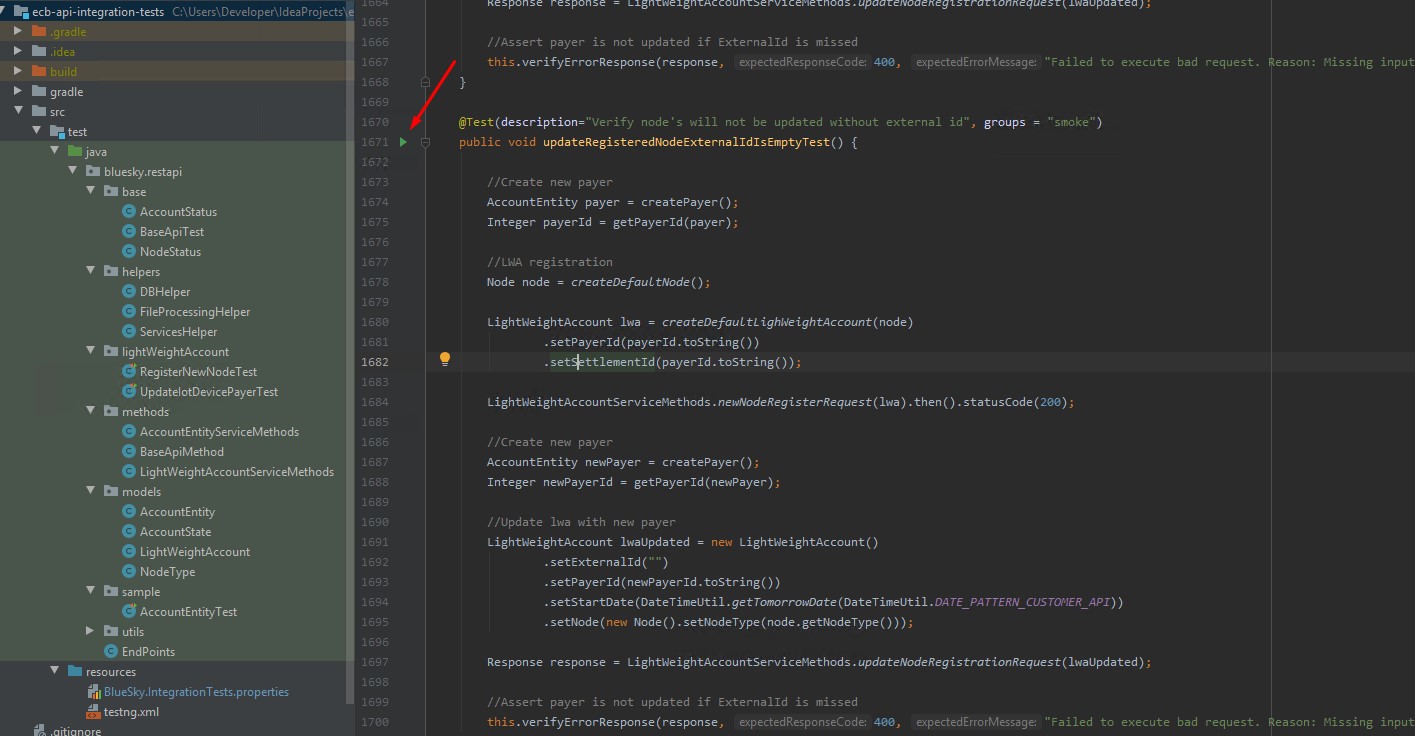 ecb-api-integration-tests C:\Users\Developer\IdeaProjects\e
.gradle
.idea
build
gradle
src
test
java
bluesky.restapi
base
AccountStatus
BaseApiTest
NodeStatus
helpers
DBHelper
FileProcessingHelper
ServicesHelper
lightWeightAccount
RegisterNewNodeTest
UpdateIotDevicePayerTest
methods
AccountEntityServiceMethods
BaseApiMethod
LightWeightAccountServiceMethods
models
AccountEntity
AccountState
LightWeightAccount
NodeType
sample
AccountEntityTest
utils
EndPoints
resources
BlueSky.IntegrationTests.properties
testng.xml
.gitignore
1664 Response response = LightWeightAccountServiceMethods.updateNodeRegistrationRequest(lwaUpdated);
1665
1666 //Assert payer is not updated if ExternalId is missed
1667 this.verifyErrorResponse(response, expectedResponseCode: 400, expectedErrorMessage: "Failed to execute bad request. Reason: Missing input
1668 }
1669
1670 @Test(description="Verify node's will not be updated without external id", groups = "smoke")
1671 public void updateRegisteredNodeExternalIdIsEmptyTest() {
1672
1673 //Create new payer
1674 AccountEntity payer = createPayer();
1675 Integer payerId = getPayerId(payer);
1676
1677 //LWA registration
1678 Node node = createDefaultNode();
1679
1680 LightWeightAccount lwa = createDefaultLighWeightAccount(node)
1681 .setPayerId(payerId.toString())
1682 .setSettlementId(payerId.toString());
1683
1684 LightWeightAccountServiceMethods.newNodeRegisterRequest(lwa).then().statusCode(200);
1685
1686 //Create new payer
1687 AccountEntity newPayer = createPayer();
1688 Integer newPayerId = getPayerId(newPayer);
1689
1690 //Update lwa with new payer
1691 LightWeightAccount lwaUpdated = new LightWeightAccount()
1692 .setExternalId("")
1693 .setPayerId(newPayerId.toString())
1694 .setStartDate(DateTimeUtil.getTomorrowDate(DateTimeUtil.DATE_PATTERN_CUSTOMER_API))
1695 .setNode(new Node().setNodeType(node.getNodeType()));
1696
1697 Response response = LightWeightAccountServiceMethods.updateNodeRegistrationRequest(lwaUpdated);
1698
1699 //Assert payer is not updated if ExternalId is missed
1700 this.verifyErrorResponse(response, expectedResponseCode: 400, expectedErrorMessage: "Failed to execute bad request. Reason: Missing input